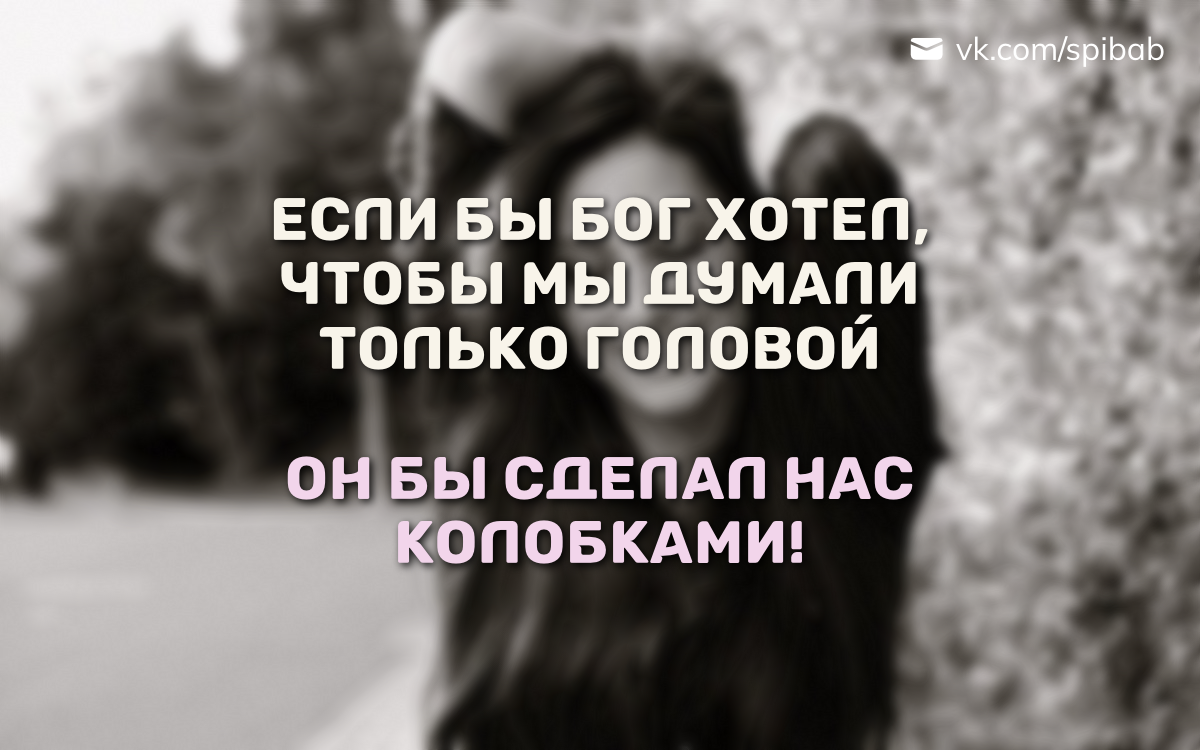 vk.com/spibab
ЕСЛИ БЫ БОГ ХОТЕЛ,
ЧТОБЫ МЫ ДУМАЛИ
ТОЛЬКО ГОЛОВОЙ
ОН БЫ СДЕЛАЛ НАС
КОЛОБКАМИ!